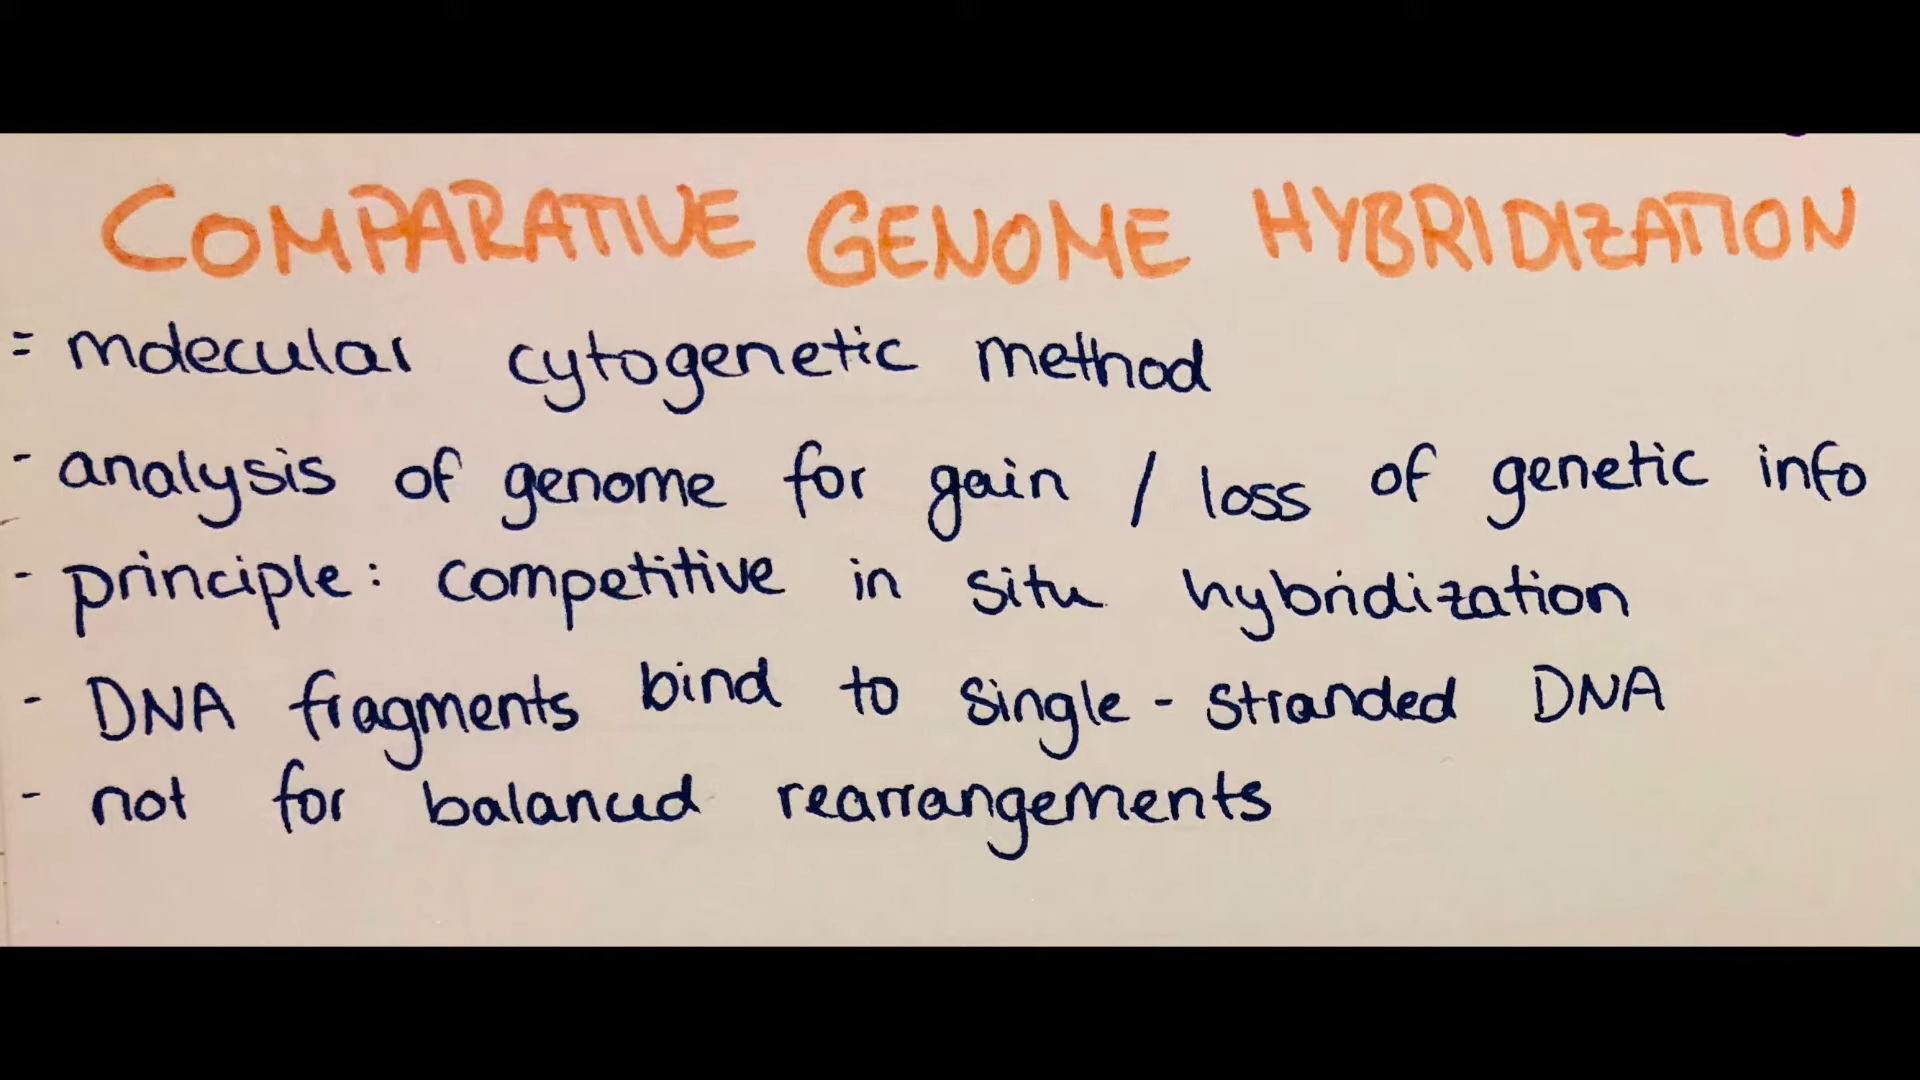 COMPARATIVE GENOME HYBRIDIZATION
= molecular cytogenetic method
- analysis of genome for gain / loss of genetic info
- principle: competitive in situ hybridization
- DNA fragments bind to single-stranded DNA
- not for balanced rearrangements